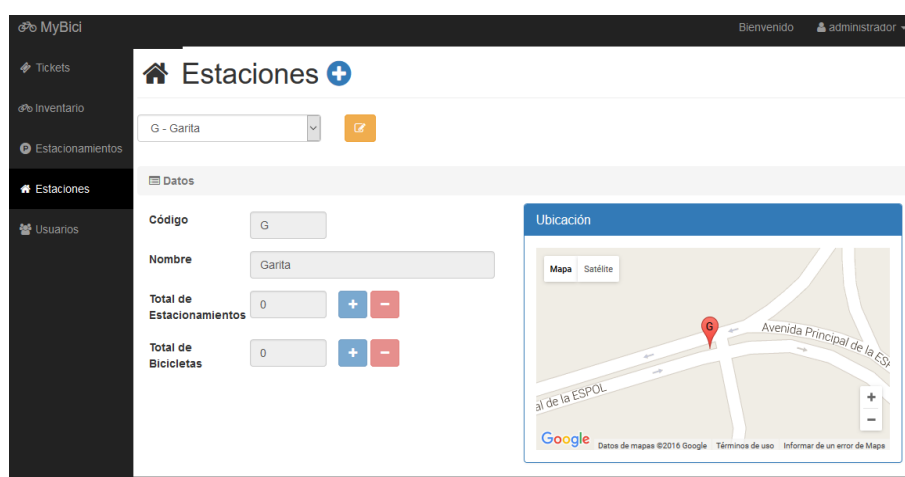 MyBici
Bienvenido
administrador
Tickets
Inventario
Estacionamientos
Estaciones
Usuarios
Estaciones
G - Garita
Datos
Código
G
Nombre
Garita
Total de
Estacionamientos
0
+
−
Total de
Bicicletas
0
+
−
Ubicación
Mapa
Satélite
G
Avenida Principal de la ES
al de la ESPOL
+
−
Google
Datos de mapas ©2016 Google
Términos de uso
Informar de un error de Maps